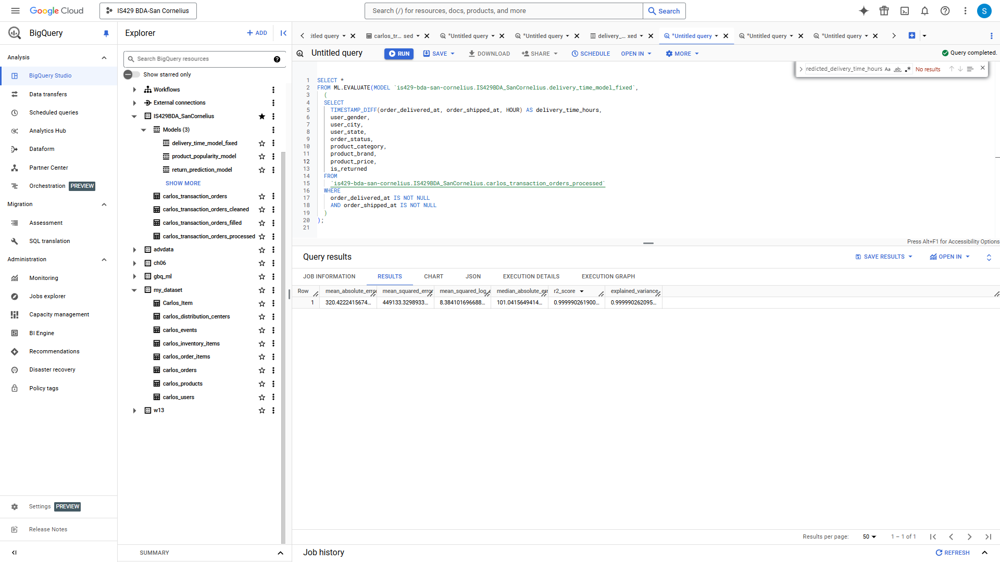 Google Cloud
IS429 BDA-San Cornelius
Search (/) for resources, docs, products, and more
Search
S
BigQuery
Analysis
BigQuery Studio
Data transfers
Scheduled queries
Analytics Hub
Dataform
Partner Center
Orchestration PREVIEW
Migration
Assessment
SQL translation
Administration
Monitoring
Jobs explorer
Capacity management
BI Engine
Recommendations
Disaster recovery
Policy tags
Settings PREVIEW
Release Notes
Explorer
+ ADD
Search BigQuery resources
Show starred only
Workflows
External connections
IS429BDA_SanCornelius
Models (3)
delivery_time_model_fixed
product_popularity_model
return_prediction_model
SHOW MORE
carlos_transaction_orders
carlos_transaction_orders_cleaned
carlos_transaction_orders_filled
carlos_transaction_orders_processed
advdata
ch06
gbq_ml
my_dataset
Carlos_Item
carlos_distribution_centers
carlos_events
carlos_inventory_items
carlos_order_items
carlos_orders
carlos_products
carlos_users
w13
SUMMARY
titled query
carlos_tr... sed
*Untitled query
*Untitled query
delivery_... xed
*Untitled query
*Untitled query
*Untitled query
Untitled query
RUN
SAVE
DOWNLOAD
SHARE
SCHEDULE
OPEN IN
MORE
Query completed.
redicted_delivery_time_hours Aa ab No results
1 SELECT *
2 FROM ML.EVALUATE(MODEL `is429-bda-san-cornelius.IS429BDA_SanCornelius.delivery_time_model_fixed`,
3 (
4 SELECT
5 TIMESTAMP_DIFF(order_delivered_at, order_shipped_at, HOUR) AS delivery_time_hours,
6 user_gender,
7 user_city,
8 user_state,
9 order_status,
10 product_category,
11 product_brand,
12 product_price,
13 is_returned
14 FROM
15 `is429-bda-san-cornelius.IS429BDA_SanCornelius.carlos_transaction_orders_processed`
16 WHERE
17 order_delivered_at IS NOT NULL
18 AND order_shipped_at IS NOT NULL
19 )
20 );
21
Press Alt+F1 for Accessibility Options
Query results
SAVE RESULTS
OPEN IN
JOB INFORMATION
RESULTS
CHART
JSON
EXECUTION DETAILS
EXECUTION GRAPH
Row mean_absolute_error mean_squared_error mean_squared_log_e median_absolute_err r2_score explained_variance
1 320.4222415674... 449133.3298933... 8.384101696688... 101.0415649414... 0.999990261900... 0.999990262095...
Results per page: 50 1 – 1 of 1
Job history
REFRESH